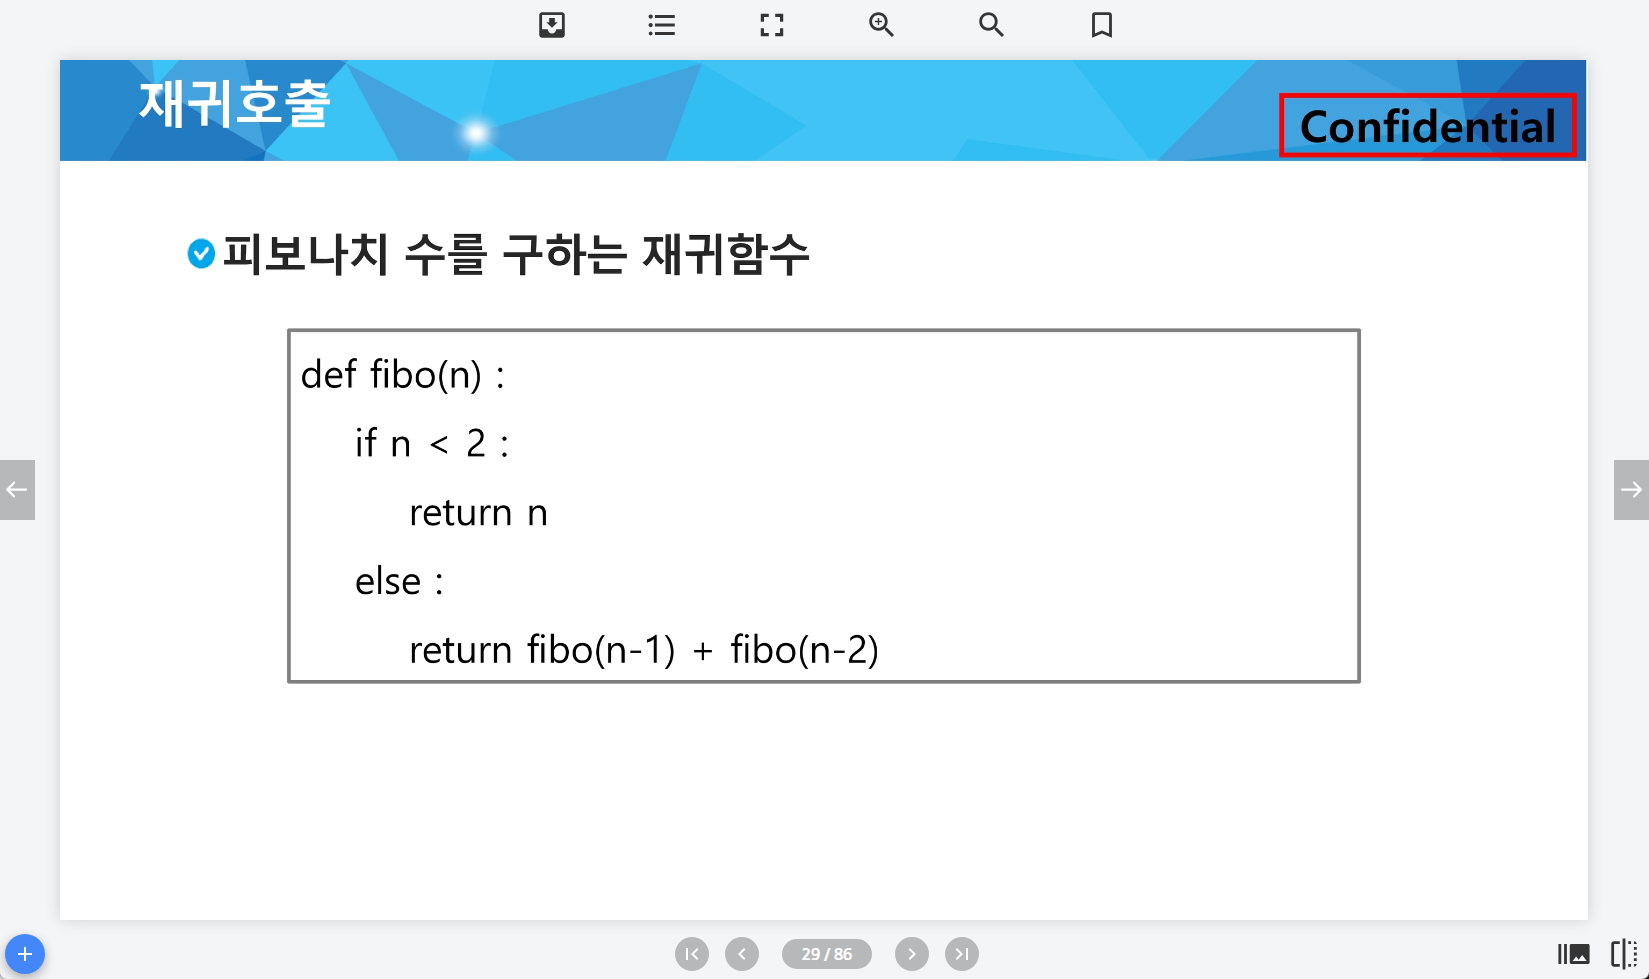 재귀호출
Confidential
피보나치 수를 구하는 재귀함수
def fibo(n) :
if n < 2 :
return n
else :
return fibo(n-1) + fibo(n-2)
29 / 86